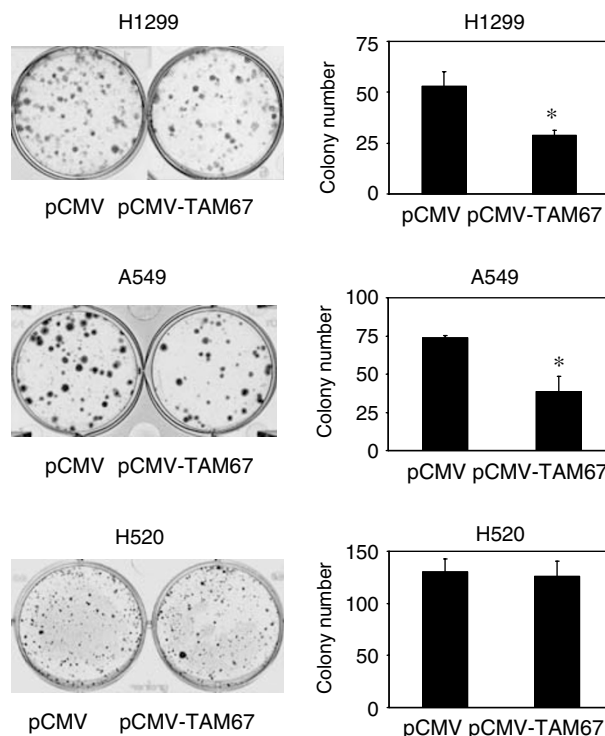 H1299
pCMV pCMV-TAM67
H1299
Colony number
75
50
25
0
*
pCMV pCMV-TAM67
A549
pCMV pCMV-TAM67
A549
Colony number
100
75
50
25
0
*
pCMV pCMV-TAM67
H520
pCMV pCMV-TAM67
H520
Colony number
150
100
50
0
pCMV pCMV-TAM67